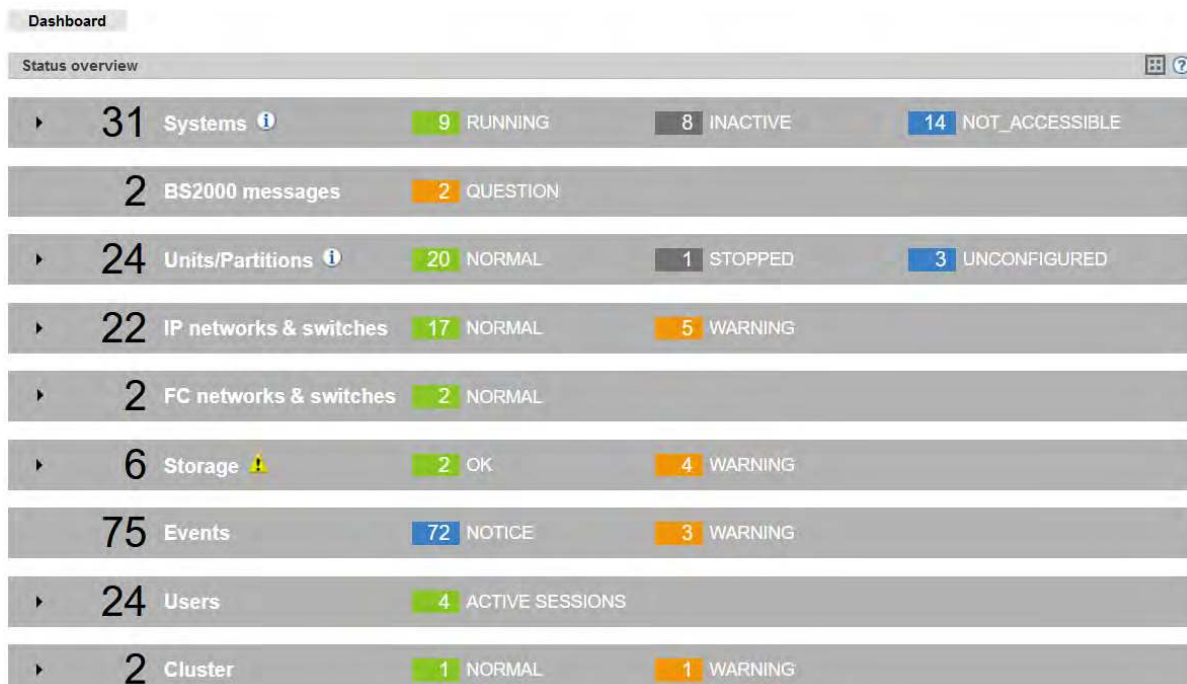 Dashboard
Status overview
31 Systems 9 RUNNING 8 INACTIVE 14 NOT_ACCESSIBLE
2 BS2000 messages 2 QUESTION
24 Units/Partitions 20 NORMAL 1 STOPPED 3 UNCONFIGURED
22 IP networks & switches 17 NORMAL 5 WARNING
2 FC networks & switches 2 NORMAL
6 Storage 2 OK 4 WARNING
75 Events 72 NOTICE 3 WARNING
24 Users 4 ACTIVE SESSIONS
2 Cluster 1 NORMAL 1 WARNING